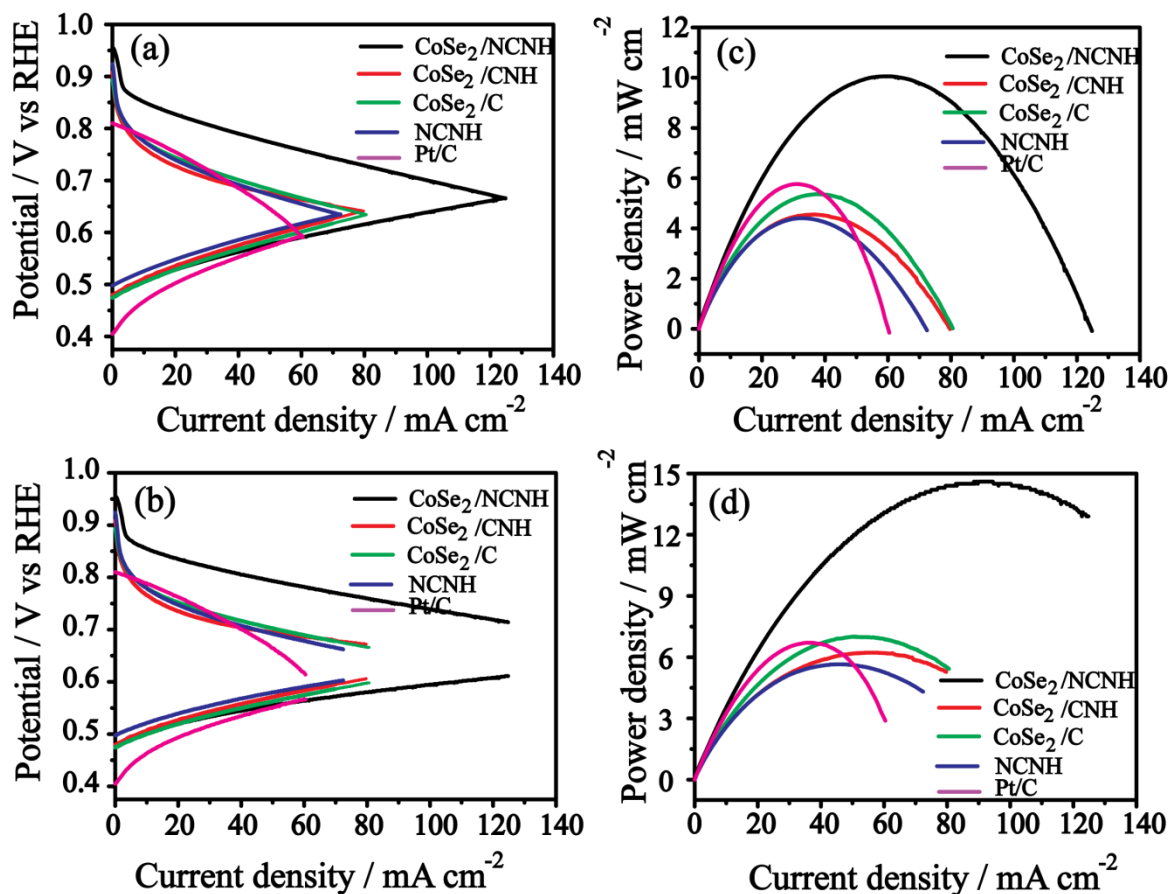 (a)
CoSe₂/NCNH
CoSe₂/CNH
CoSe₂/C
NCNH
Pt/C
1.0
0.9
0.8
0.7
0.6
0.5
0.4
Potential / V vs RHE
0 20 40 60 80 100 120 140
Current density / mA cm⁻²
(c)
CoSe₂/NCNH
CoSe₂/CNH
CoSe₂/C
NCNH
Pt/C
12
10
8
6
4
2
0
Power density / mW cm⁻²
0 20 40 60 80 100 120 140
Current density / mA cm⁻²
(b)
CoSe₂/NCNH
CoSe₂/CNH
CoSe₂/C
NCNH
Pt/C
1.0
0.9
0.8
0.7
0.6
0.5
0.4
Potential / V vs RHE
0 20 40 60 80 100 120 140
Current density / mA cm⁻²
(d)
15
12
9
6
3
0
Power density / mW cm⁻²
CoSe₂/NCNH
CoSe₂/CNH
CoSe₂/C
NCNH
Pt/C
0 20 40 60 80 100 120 140
Current density / mA cm⁻²